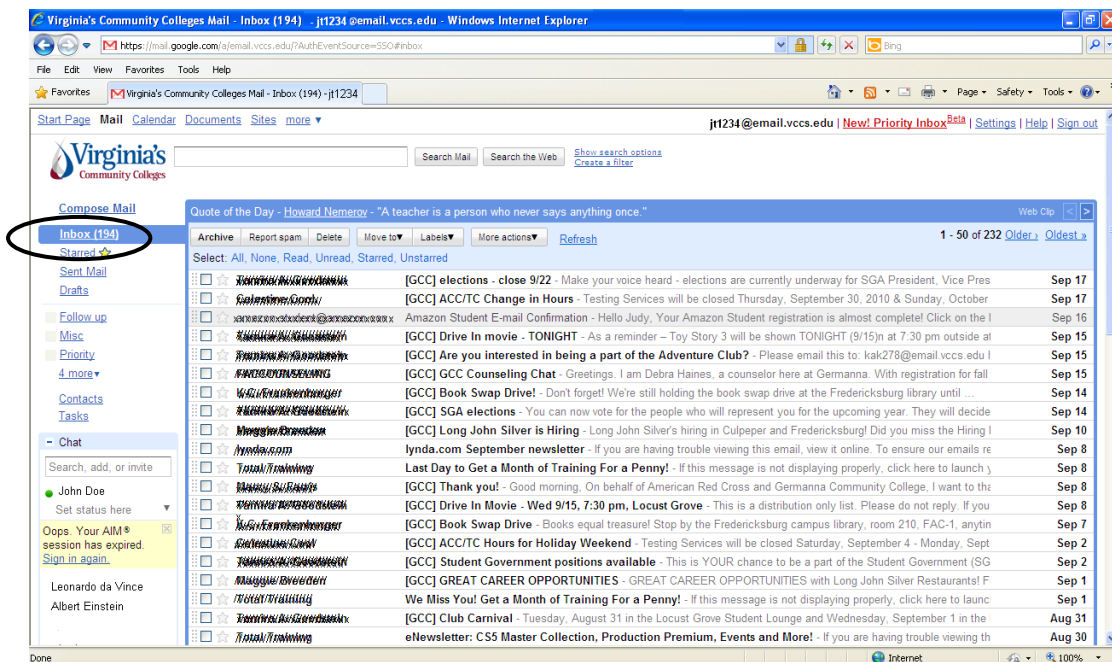 Virginia's Community Colleges Mail - Inbox (194) - jt1234@email.vccs.edu - Windows Internet Explorer
https://mail.google.com/a/email.vccs.edu/?AuthEventSource=SSO#inbox
Bing
File Edit View Favorites Tools Help
Favorites Virginia's Community Colleges Mail - Inbox (194) - jt1234
Page Safety Tools
Start Page Mail Calendar Documents Sites more ▼ jt1234@email.vccs.edu | New! Priority Inbox Beta | Settings | Help | Sign out
Virginia's
Community Colleges
Search Mail Search the Web Show search options
Create a filter
Compose Mail
Inbox (194)
Starred
Sent Mail
Drafts
Follow up
Misc
Priority
4 more▼
Contacts
Tasks
– Chat
Search, add, or invite
John Doe
Set status here ▼
Oops. Your AIM®
session has expired.
Sign in again.
Leonardo da Vince
Albert Einstein
Quote of the Day - Howard Nemerov - "A teacher is a person who never says anything once." Web Clip < >
Archive Report spam Delete Move to▼ Labels▼ More actions▼ Refresh 1 - 50 of 232 Older › Oldest »
Select: All, None, Read, Unread, Starred, Unstarred
[GCC] elections - close 9/22 - Make your voice heard - elections are currently underway for SGA President, Vice Pres Sep 17
[GCC] ACC/TC Change in Hours - Testing Services will be closed Thursday, September 30, 2010 & Sunday, October Sep 17
Amazon Student E-mail Confirmation - Hello Judy, Your Amazon Student registration is almost complete! Click on the l Sep 16
[GCC] Drive In movie - TONIGHT - As a reminder – Toy Story 3 will be shown TONIGHT (9/15)n at 7:30 pm outside at Sep 15
[GCC] Are you interested in being a part of the Adventure Club? - Please email this to: kak278@email.vccs.edu I Sep 15
[GCC] GCC Counseling Chat - Greetings. I am Debra Haines, a counselor here at Germanna. With registration for fall Sep 15
[GCC] Book Swap Drive! - Don't forget! We're still holding the book swap drive at the Fredericksburg library until ... Sep 14
[GCC] SGA elections - You can now vote for the people who will represent you for the upcoming year. They will decide Sep 14
[GCC] Long John Silver is Hiring - Long John Silver's hiring in Culpeper and Fredericksburg! Did you miss the Hiring Sep 10
lynda.com lynda.com September newsletter - If you are having trouble viewing this email, view it online. To ensure our emails re Sep 8
Total Training Last Day to Get a Month of Training For a Penny! - If this message is not displaying properly, click here to launch Sep 8
[GCC] Thank you! - Good morning, On behalf of American Red Cross and Germanna Community College, I want to tha Sep 8
[GCC] Drive In Movie - Wed 9/15, 7:30 pm, Locust Grove - This is a distribution only list. Please do not reply. If you Sep 8
[GCC] Book Swap Drive - Books equal treasure! Stop by the Fredericksburg campus library, room 210, FAC-1, anytin Sep 7
[GCC] ACC/TC Hours for Holiday Weekend - Testing Services will be closed Saturday, September 4 - Monday, Sept Sep 2
[GCC] Student Government positions available - This is YOUR chance to be a part of the Student Government (SG Sep 2
[GCC] GREAT CAREER OPPORTUNITIES - GREAT CAREER OPPORTUNITIES with Long John Silver Restaurants! F Sep 1
Total Training We Miss You! Get a Month of Training For a Penny! - If this message is not displaying properly, click here to launc Sep 1
[GCC] Club Carnival - Tuesday, August 31 in the Locust Grove Student Lounge and Wednesday, September 1 in the Aug 31
Total Training eNewsletter: CS5 Master Collection, Production Premium, Events and More! - If you are having trouble viewing th Aug 30
Done Internet 100%